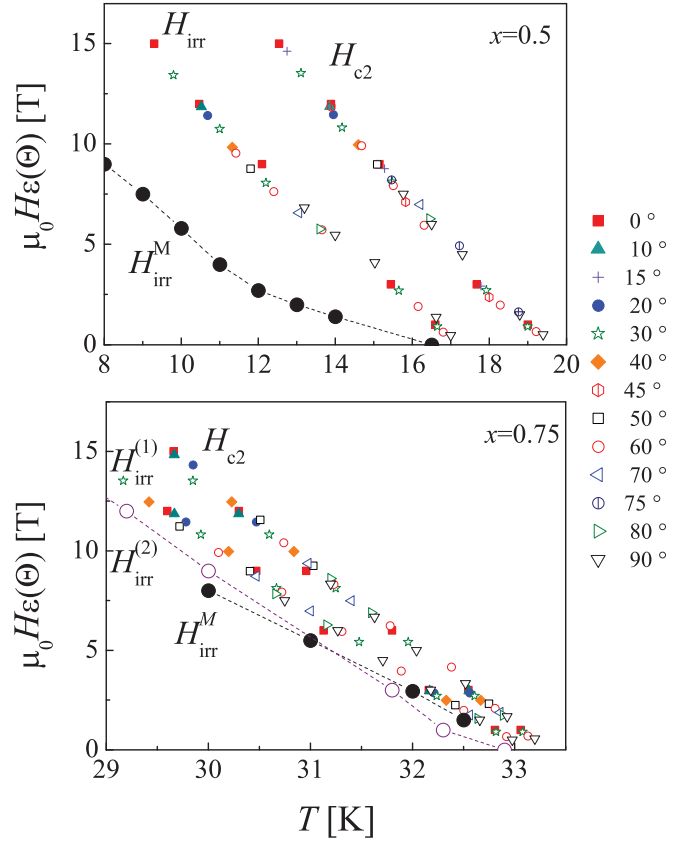 μ₀Hε(Θ) [T]
15
10
5
0
H_irr
H_c2
x=0.5
H_irr^M
8 10 12 14 16 18 20
0 °
10 °
15 °
20 °
30 °
40 °
45 °
50 °
60 °
70 °
75 °
80 °
90 °
μ₀Hε(Θ) [T]
15
10
5
0
H_irr^(1)
H_c2
x=0.75
H_irr^(2)
H_irr^M
29 30 31 32 33
T [K]